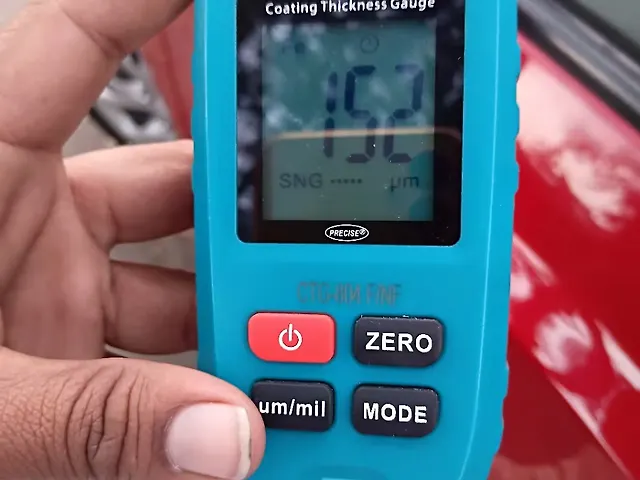 Coating Thickness Gauge
152
SNG ----- µm
PRECISE®
ZERO
um/mil
MODE